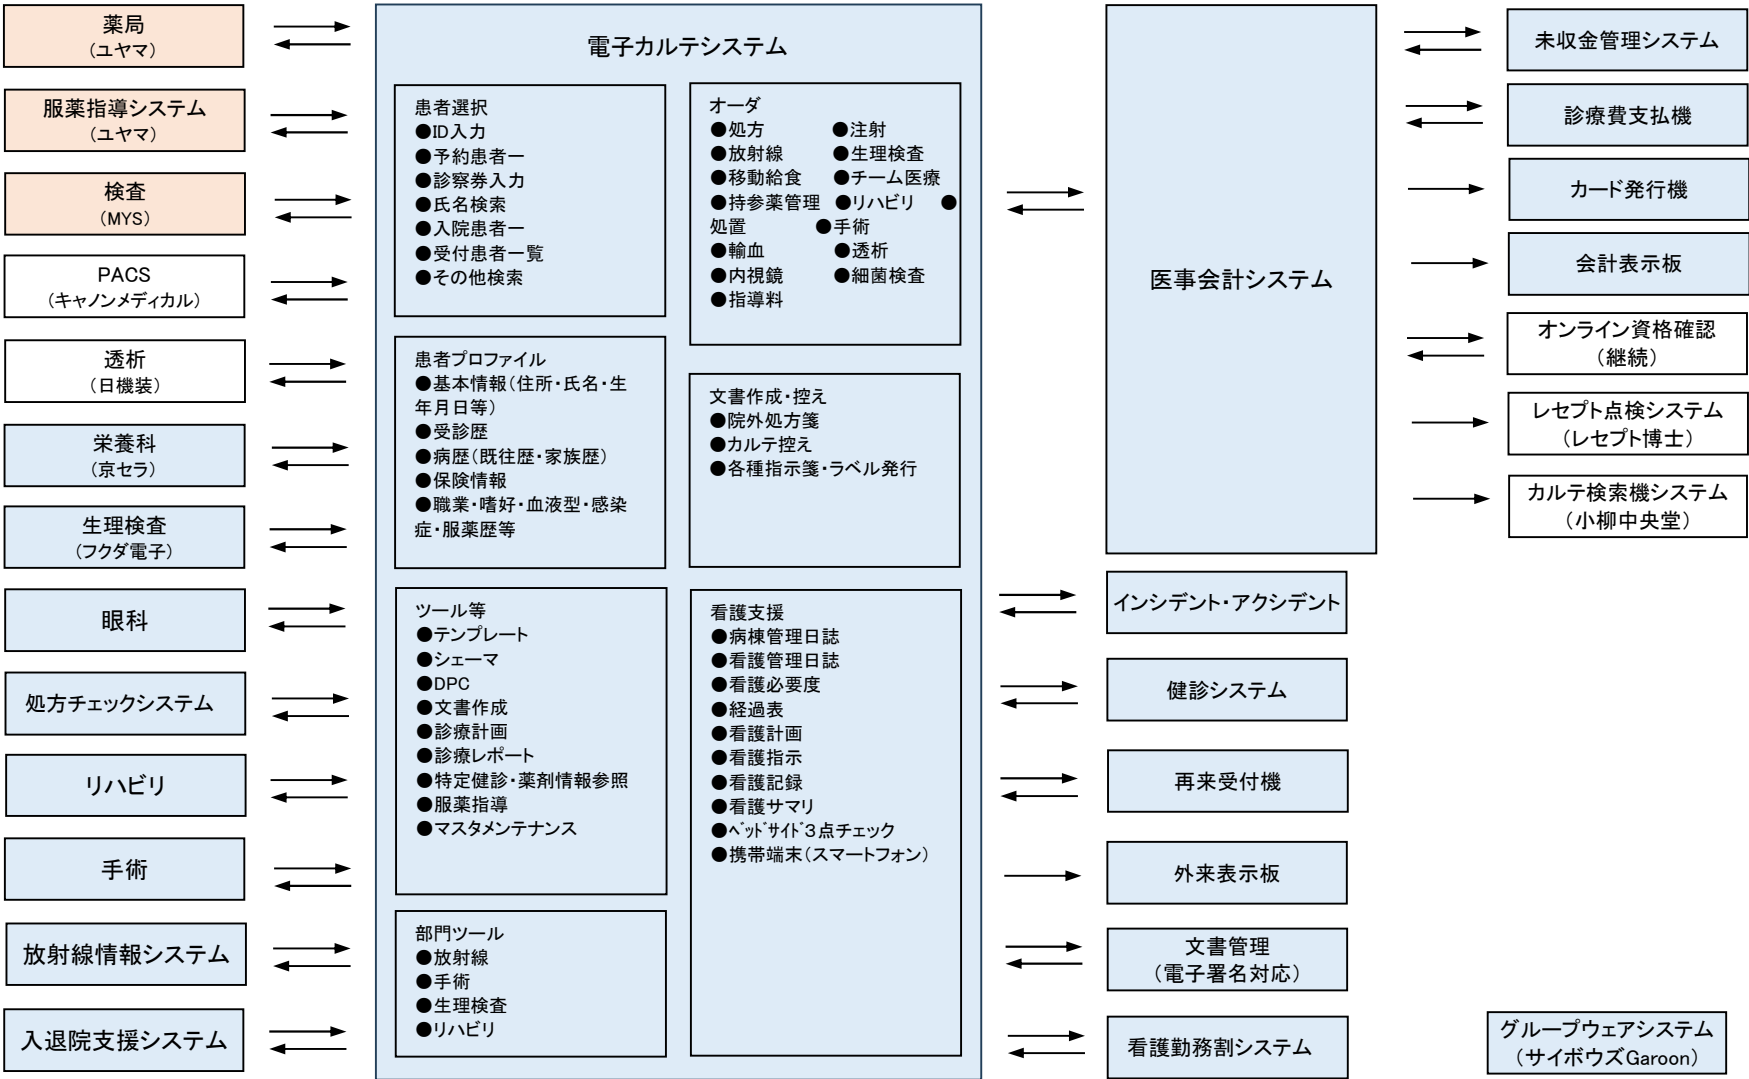 薬局
(ユヤマ)
服薬指導システム
(ユヤマ)
検査
(MYS)
PACS
(キャノンメディカル)
透析
(日機装)
栄養科
(京セラ)
生理検査
(フクダ電子)
眼科
処方チェックシステム
リハビリ
手術
放射線情報システム
入退院支援システム
電子カルテシステム
患者選択
●ID入力
●予約患者一
●診察券入力
●氏名検索
●入院患者一
●受付患者一覧
●その他検索
患者プロファイル
●基本情報(住所・氏名・生
年月日等)
●受診歴
●病歴(既往歴・家族歴)
●保険情報
●職業・嗜好・血液型・感染
症・服薬歴等
ツール等
●テンプレート
●シェーマ
●DPC
●文書作成
●診療計画
●診療レポート
●特定健診・薬剤情報参照
●服薬指導
●マスタメンテナンス
部門ツール
●放射線
●手術
●生理検査
●リハビリ
オーダ
●処方 ●注射
●放射線 ●生理検査
●移動給食 ●チーム医療
●持参薬管理 ●リハビリ ●
処置 ●手術
●輸血 ●透析
●内視鏡 ●細菌検査
●指導料
文書作成・控え
●院外処方箋
●カルテ控え
●各種指示箋・ラベル発行
看護支援
●病棟管理日誌
●看護管理日誌
●看護必要度
●経過表
●看護計画
●看護指示
●看護記録
●看護サマリ
●ﾍﾞｯﾄﾞｻｲﾄﾞ3点チェック
●携帯端末(スマートフォン)
医事会計システム
インシデント・アクシデント
健診システム
再来受付機
外来表示板
文書管理
(電子署名対応)
看護勤務割システム
未収金管理システム
診療費支払機
カード発行機
会計表示板
オンライン資格確認
(継続)
レセプト点検システム
(レセプト博士)
カルテ検索機システム
(小柳中央堂)
グループウェアシステム
(サイボウズGaroon)